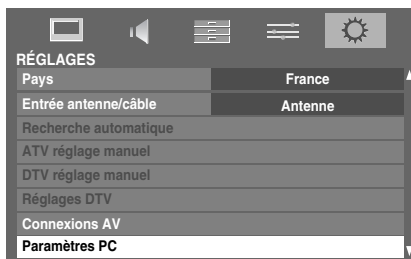 RÉGLAGES
Pays France
Entrée antenne/câble Antenne
Recherche automatique
ATV réglage manuel
DTV réglage manuel
Réglages DTV
Connexions AV
Paramètres PC